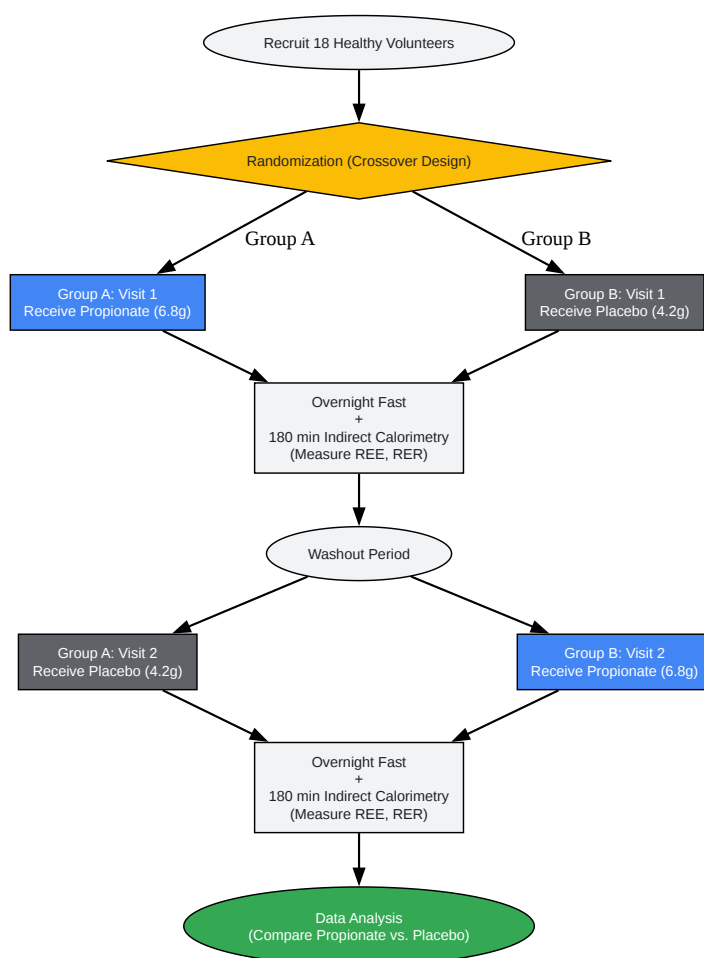 Recruit 18 Healthy Volunteers
Randomization (Crossover Design)
Group A
Group B
Group A: Visit 1
Receive Propionate (6.8g)
Group B: Visit 1
Receive Placebo (4.2g)
Overnight Fast
+
180 min Indirect Calorimetry
(Measure REE, RER)
Washout Period
Group A: Visit 2
Receive Placebo (4.2g)
Group B: Visit 2
Receive Propionate (6.8g)
Overnight Fast
+
180 min Indirect Calorimetry
(Measure REE, RER)
Data Analysis
(Compare Propionate vs. Placebo)